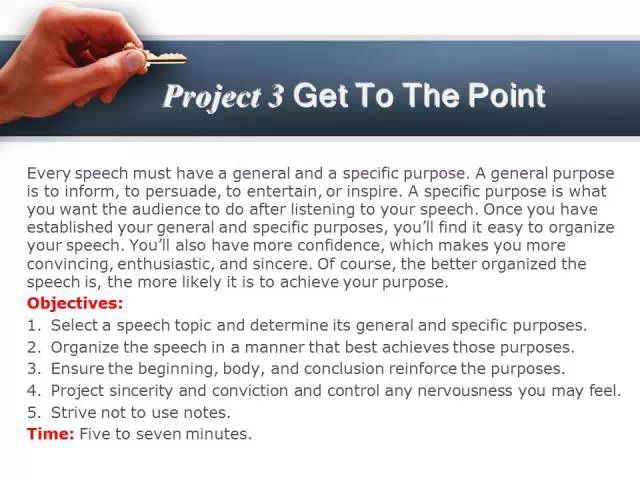 Project 3 Get To The Point
Every speech must have a general and a specific purpose. A general purpose
is to inform, to persuade, to entertain, or inspire. A specific purpose is what
you want the audience to do after listening to your speech. Once you have
established your general and specific purposes, you’ll find it easy to organize
your speech. You’ll also have more confidence, which makes you more
convincing, enthusiastic, and sincere. Of course, the better organized the
speech is, the more likely it is to achieve your purpose.
Objectives:
1. Select a speech topic and determine its general and specific purposes.
2. Organize the speech in a manner that best achieves those purposes.
3. Ensure the beginning, body, and conclusion reinforce the purposes.
4. Project sincerity and conviction and control any nervousness you may feel.
5. Strive not to use notes.
Time: Five to seven minutes.